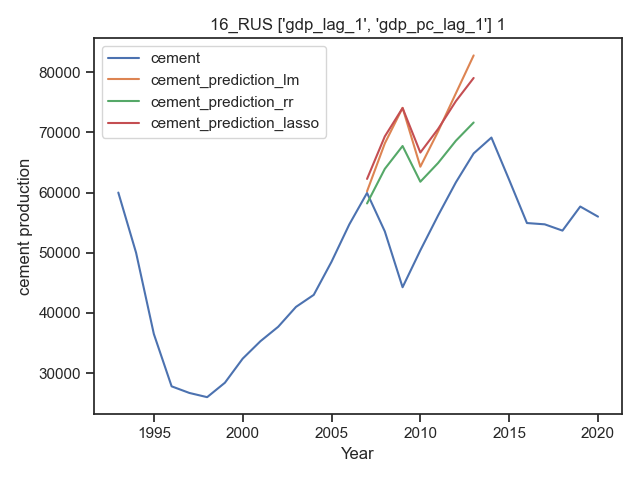 16_RUS ['gdp_lag_1', 'gdp_pc_lag_1'] 1
cement
cement_prediction_lm
cement_prediction_rr
cement_prediction_lasso
cement production
80000
70000
60000
50000
40000
30000
1995
2000
2005
2010
2015
2020
Year